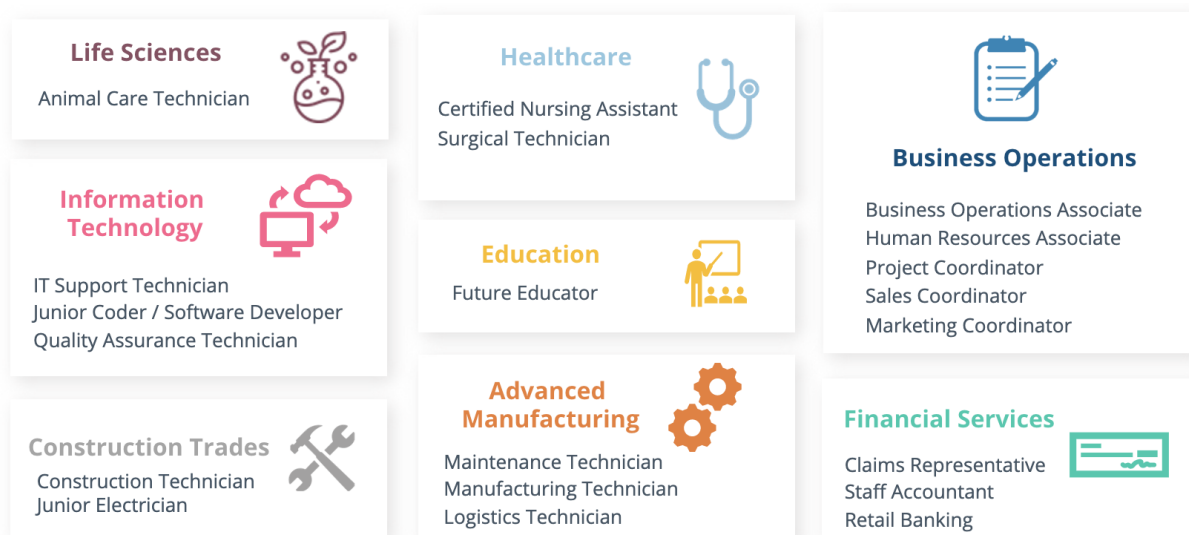 Life Sciences
Animal Care Technician
Information
Technology
IT Support Technician
Junior Coder / Software Developer
Quality Assurance Technician
Construction Trades
Construction Technician
Junior Electrician
Healthcare
Certified Nursing Assistant
Surgical Technician
Education
Future Educator
Advanced
Manufacturing
Maintenance Technician
Manufacturing Technician
Logistics Technician
Business Operations
Business Operations Associate
Human Resources Associate
Project Coordinator
Sales Coordinator
Marketing Coordinator
Financial Services
Claims Representative
Staff Accountant
Retail Banking